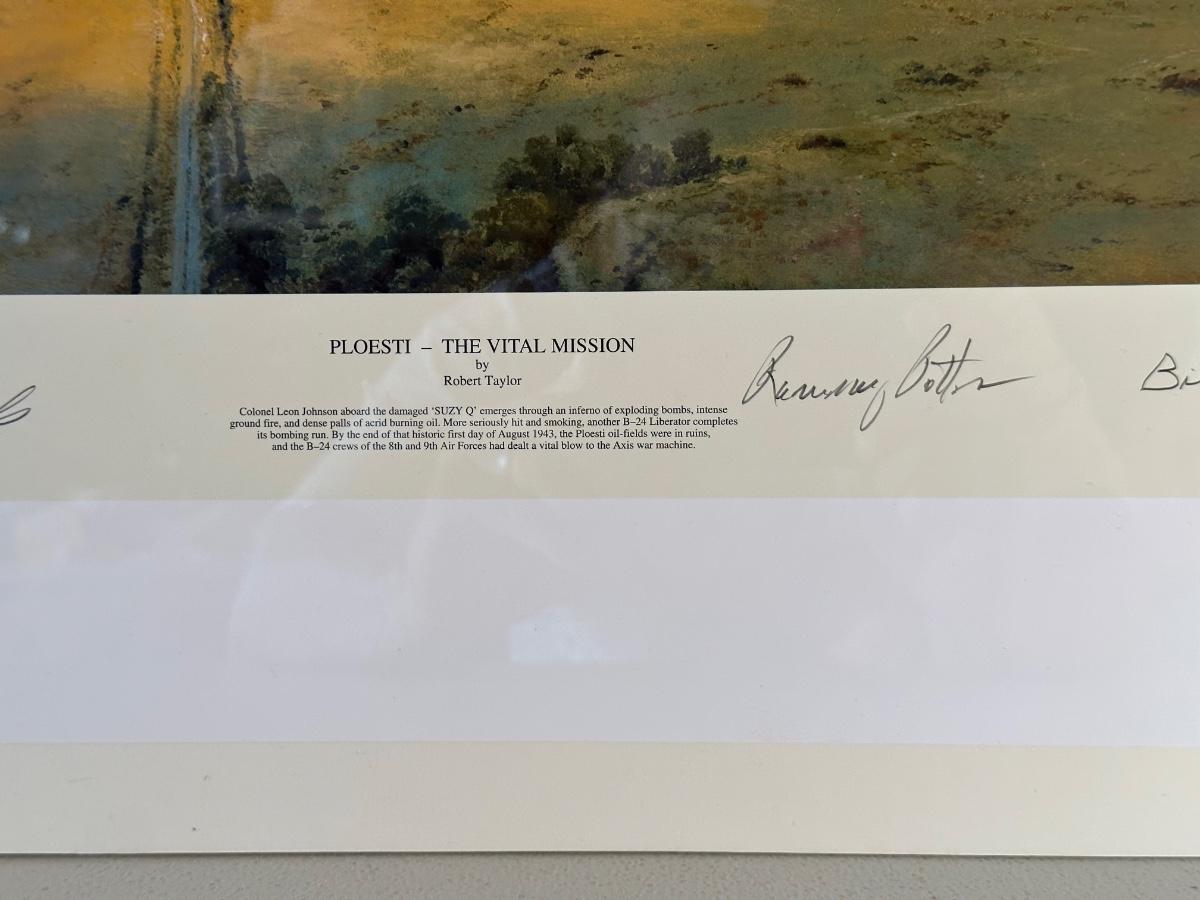 PLOESTI – THE VITAL MISSION
by
Robert Taylor
Colonel Leon Johnson aboard the damaged ‘SUZY Q’ emerges through an inferno of exploding bombs, intense
ground fire, and dense palls of acrid burning oil. More seriously hit and smoking, another B–24 Liberator completes
its bombing run. By the end of that historic first day of August 1943, the Ploesti oil-fields were in ruins,
and the B–24 crews of the 8th and 9th Air Forces had dealt a vital blow to the Axis war machine.
Ramsay Potts